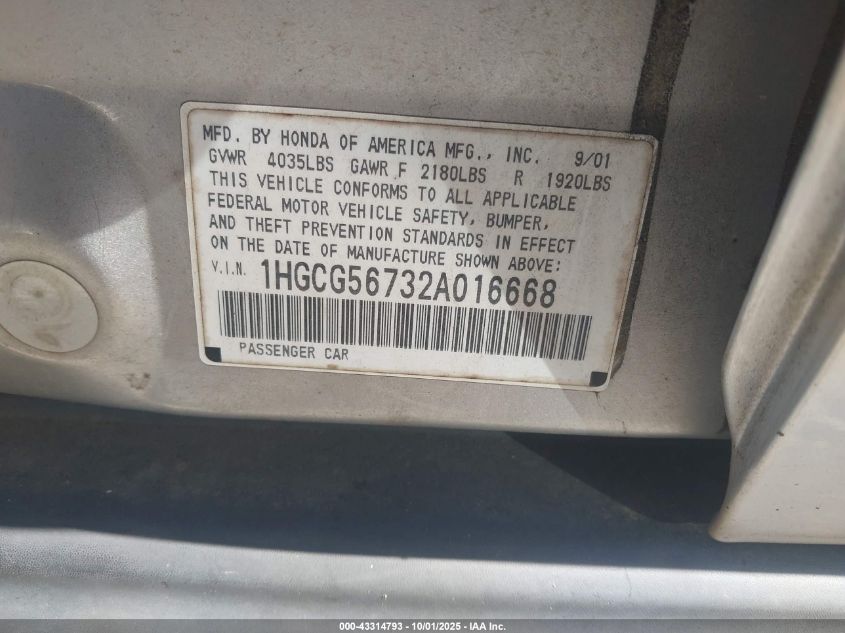 MFD. BY HONDA OF AMERICA MFG., INC. 9/01
GVWR 4035LBS GAWR F 2180LBS R 1920LBS
THIS VEHICLE CONFORMS TO ALL APPLICABLE
FEDERAL MOTOR VEHICLE SAFETY, BUMPER,
AND THEFT PREVENTION STANDARDS IN EFFECT
ON THE DATE OF MANUFACTURE SHOWN ABOVE:
V.I.N. 1HGCG56732A016668
PASSENGER CAR
000-43314793 - 10/01/2025 - © IAA Inc.